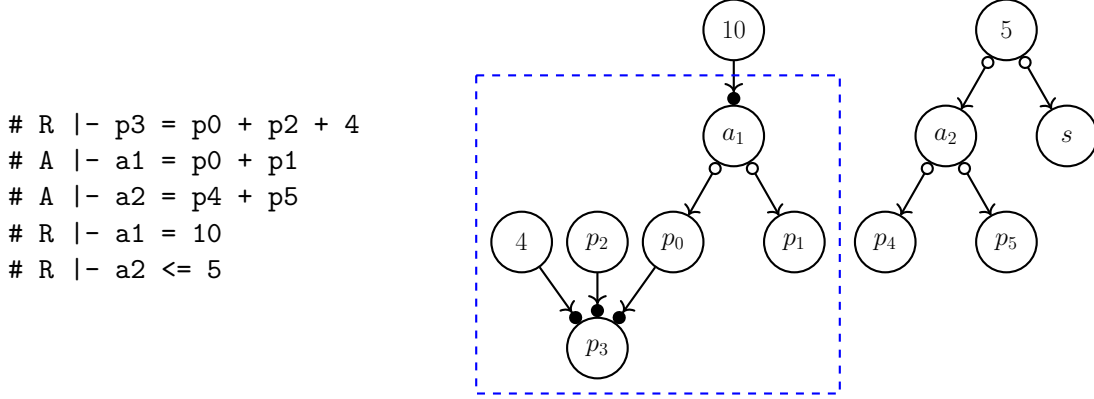 # R |- p3 = p0 + p2 + 4
# A |- a1 = p0 + p1
# A |- a2 = p4 + p5
# R |- a1 = 10
# R |- a2 <= 5
10
5
a₁
a₂
s
4
p₂
p₀
p₁
p₄
p₅
p₃